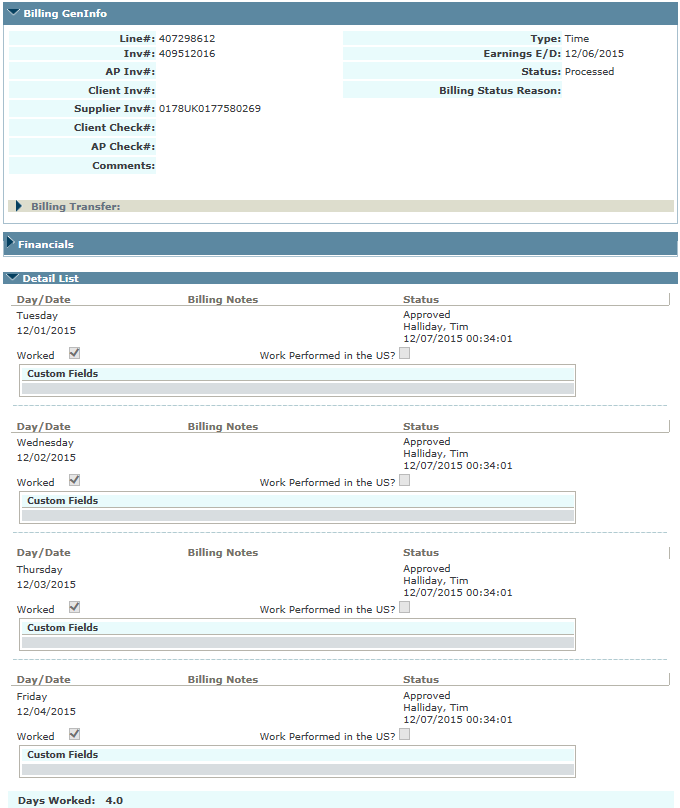 Billing GenInfo
Line#: 407298612 Type: Time
Inv#: 409512016 Earnings E/D: 12/06/2015
AP Inv#: Status: Processed
Client Inv#: Billing Status Reason:
Supplier Inv#: 0178UK0177580269
Client Check#:
AP Check#:
Comments:
Billing Transfer:
Financials
Detail List
Day/Date Billing Notes Status
Tuesday Approved
12/01/2015 Halliday, Tim
12/07/2015 00:34:01
Worked Work Performed in the US?
Custom Fields
Day/Date Billing Notes Status
Wednesday Approved
12/02/2015 Halliday, Tim
12/07/2015 00:34:01
Worked Work Performed in the US?
Custom Fields
Day/Date Billing Notes Status
Thursday Approved
12/03/2015 Halliday, Tim
12/07/2015 00:34:01
Worked Work Performed in the US?
Custom Fields
Day/Date Billing Notes Status
Friday Approved
12/04/2015 Halliday, Tim
12/07/2015 00:34:01
Worked Work Performed in the US?
Custom Fields
Days Worked: 4.0